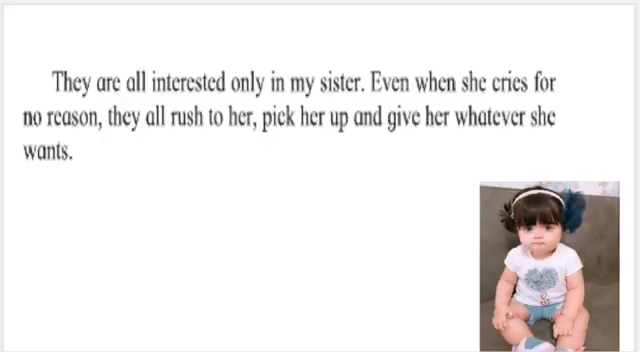 They are all interested only in my sister. Even when she cries for
no reason, they all rush to her, pick her up and give her whatever she
wants.